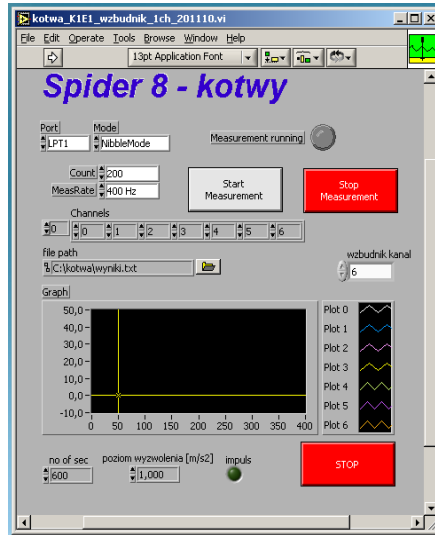 kotwa_K1E1_wzbudnik_1ch_201110.vi
File Edit Operate Tools Browse Window Help
13pt Application Font
Spider 8 - kotwy
Port Mode
LPT1 NibbleMode
Measurement running
Count 200
MeasRate 400 Hz
Start Measurement
Stop Measurement
Channels
0 0 1 2 3 4 5 6
file path
C:\kotwa\wyniki.txt
wzbudnik kanal
6
Graph
50,0
40,0
30,0
20,0
10,0
0,0
-10,0
0 50 100 150 200 250 300 350 400
Plot 0
Plot 1
Plot 2
Plot 3
Plot 4
Plot 5
Plot 6
no of sec poziom wyzwolenia [m/s2] impuls
600 1,000
STOP